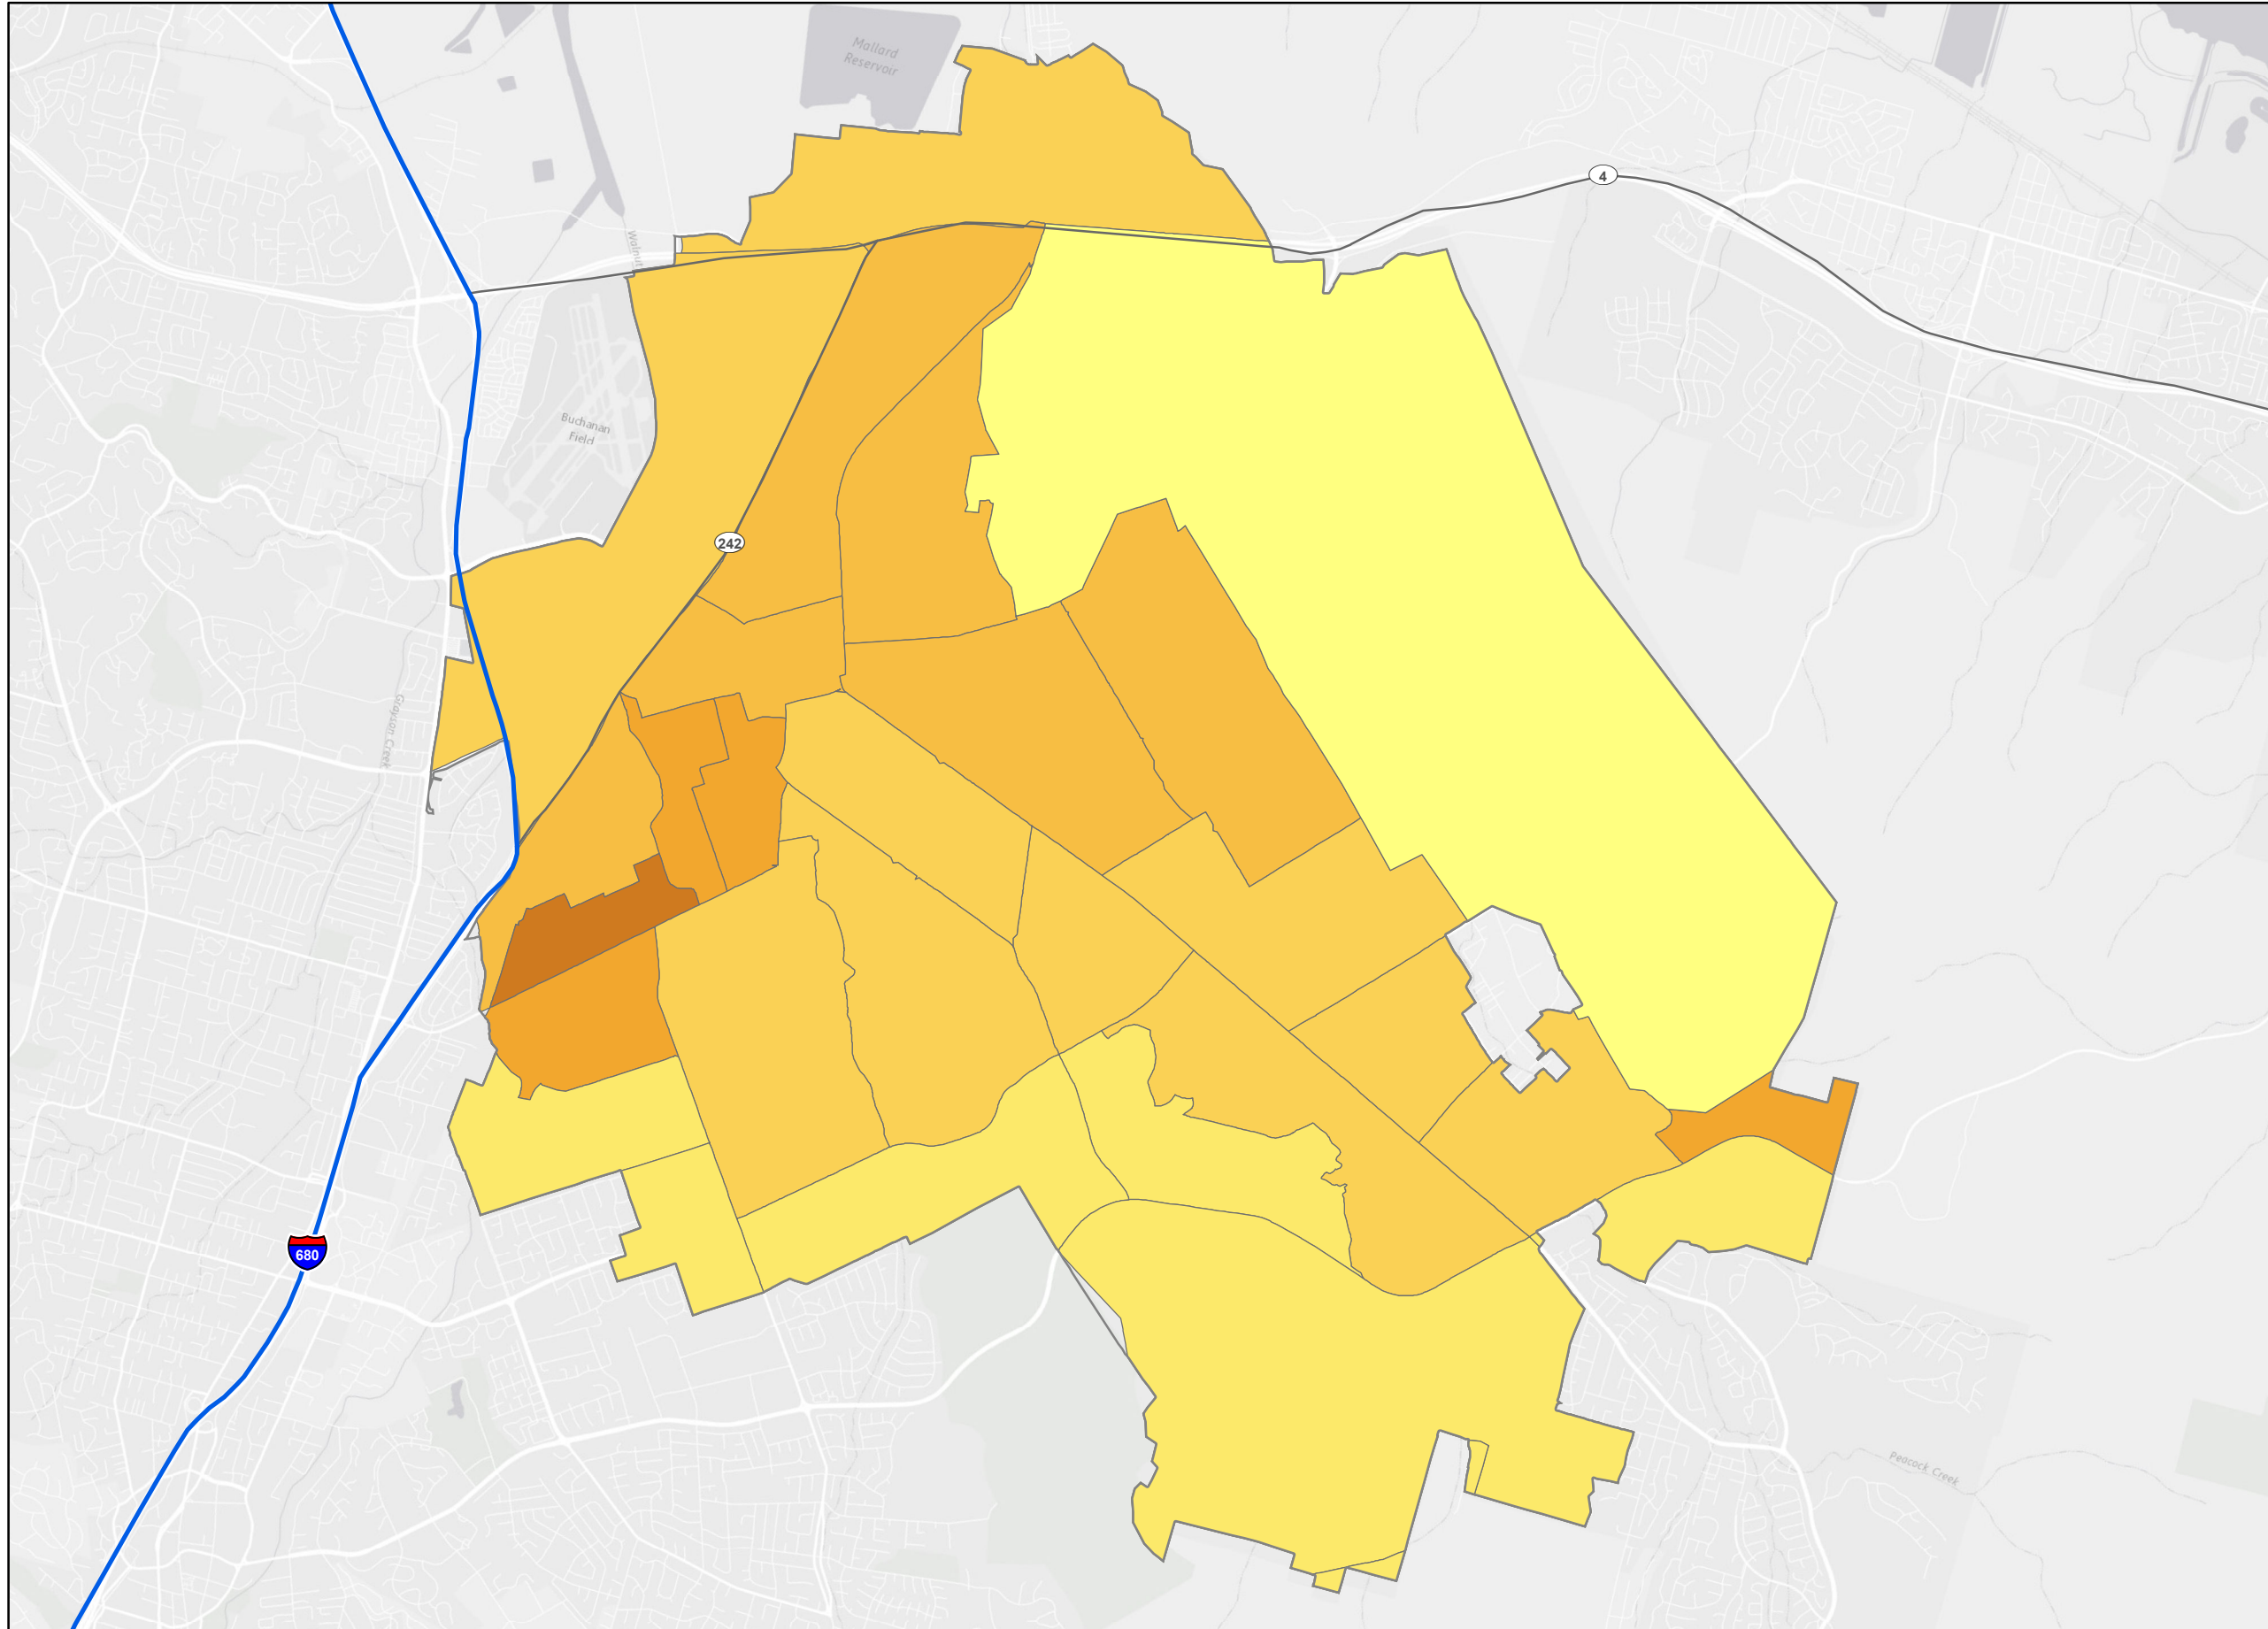 Mallard
Reservoir
4
Walnut
Buchanan
Field
242
Grayson Creek
680
Peacock Creek